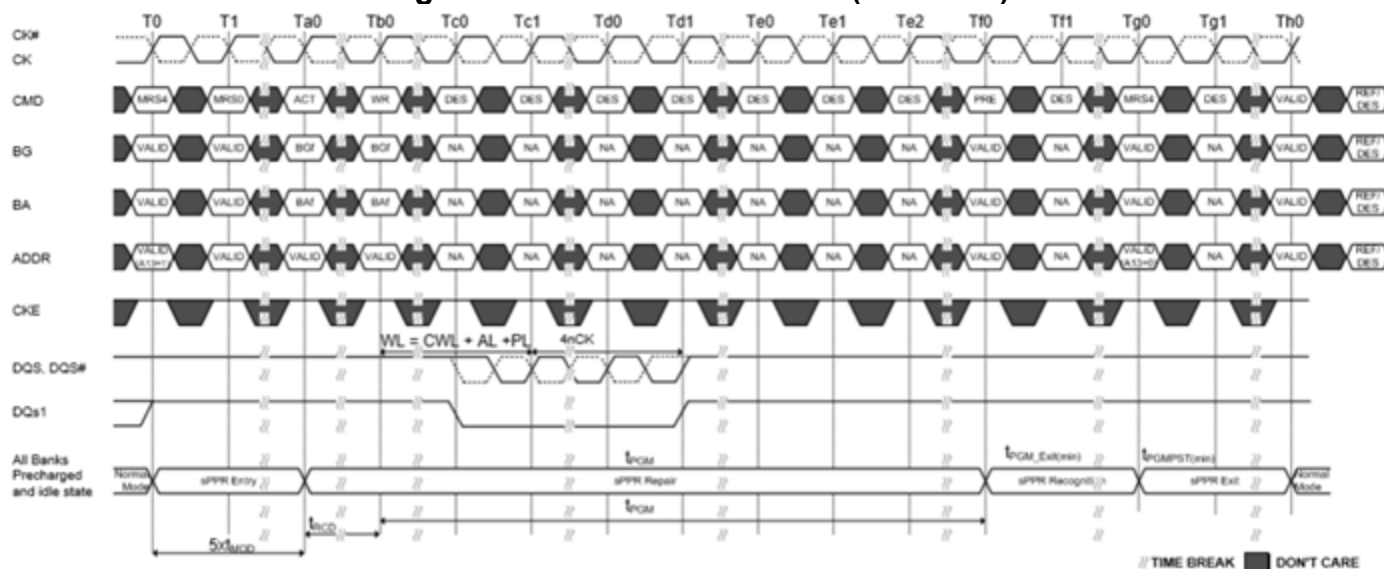 T0 T1 Ta0 Tb0 Tc0 Tc1 Td0 Td1 Te0 Te1 Te2 Tf0 Tf1 Tg0 Tg1 Th0
CK#
CK
CMD MRS4 MRS0 ACT WR DES DES DES DES DES DES DES PRE DES MRS4 DES VALID REF/ DES
BG VALID VALID BGf BGf NA NA NA NA NA NA NA VALID NA VALID NA VALID REF/ DES
BA VALID VALID BAf BAf NA NA NA NA NA NA NA VALID NA VALID NA VALID REF/ DES
ADDR VALID (A13=1) VALID VALID VALID NA NA NA NA NA NA NA VALID NA VALID (A13=0) NA VALID REF/ DES
CKE
WL = CWL + AL +PL 4nCK
DQS, DQS#
DQs1
All Banks
Precharged
and idle state
tPGM tPGM_Exit(min) tPGMPST(min)
Normal Mode sPPR Entry sPPR Repair sPPR Recognition sPPR Exit Normal Mode
tRCD tPGM
5xtMOD
TIME BREAK DON'T CARE